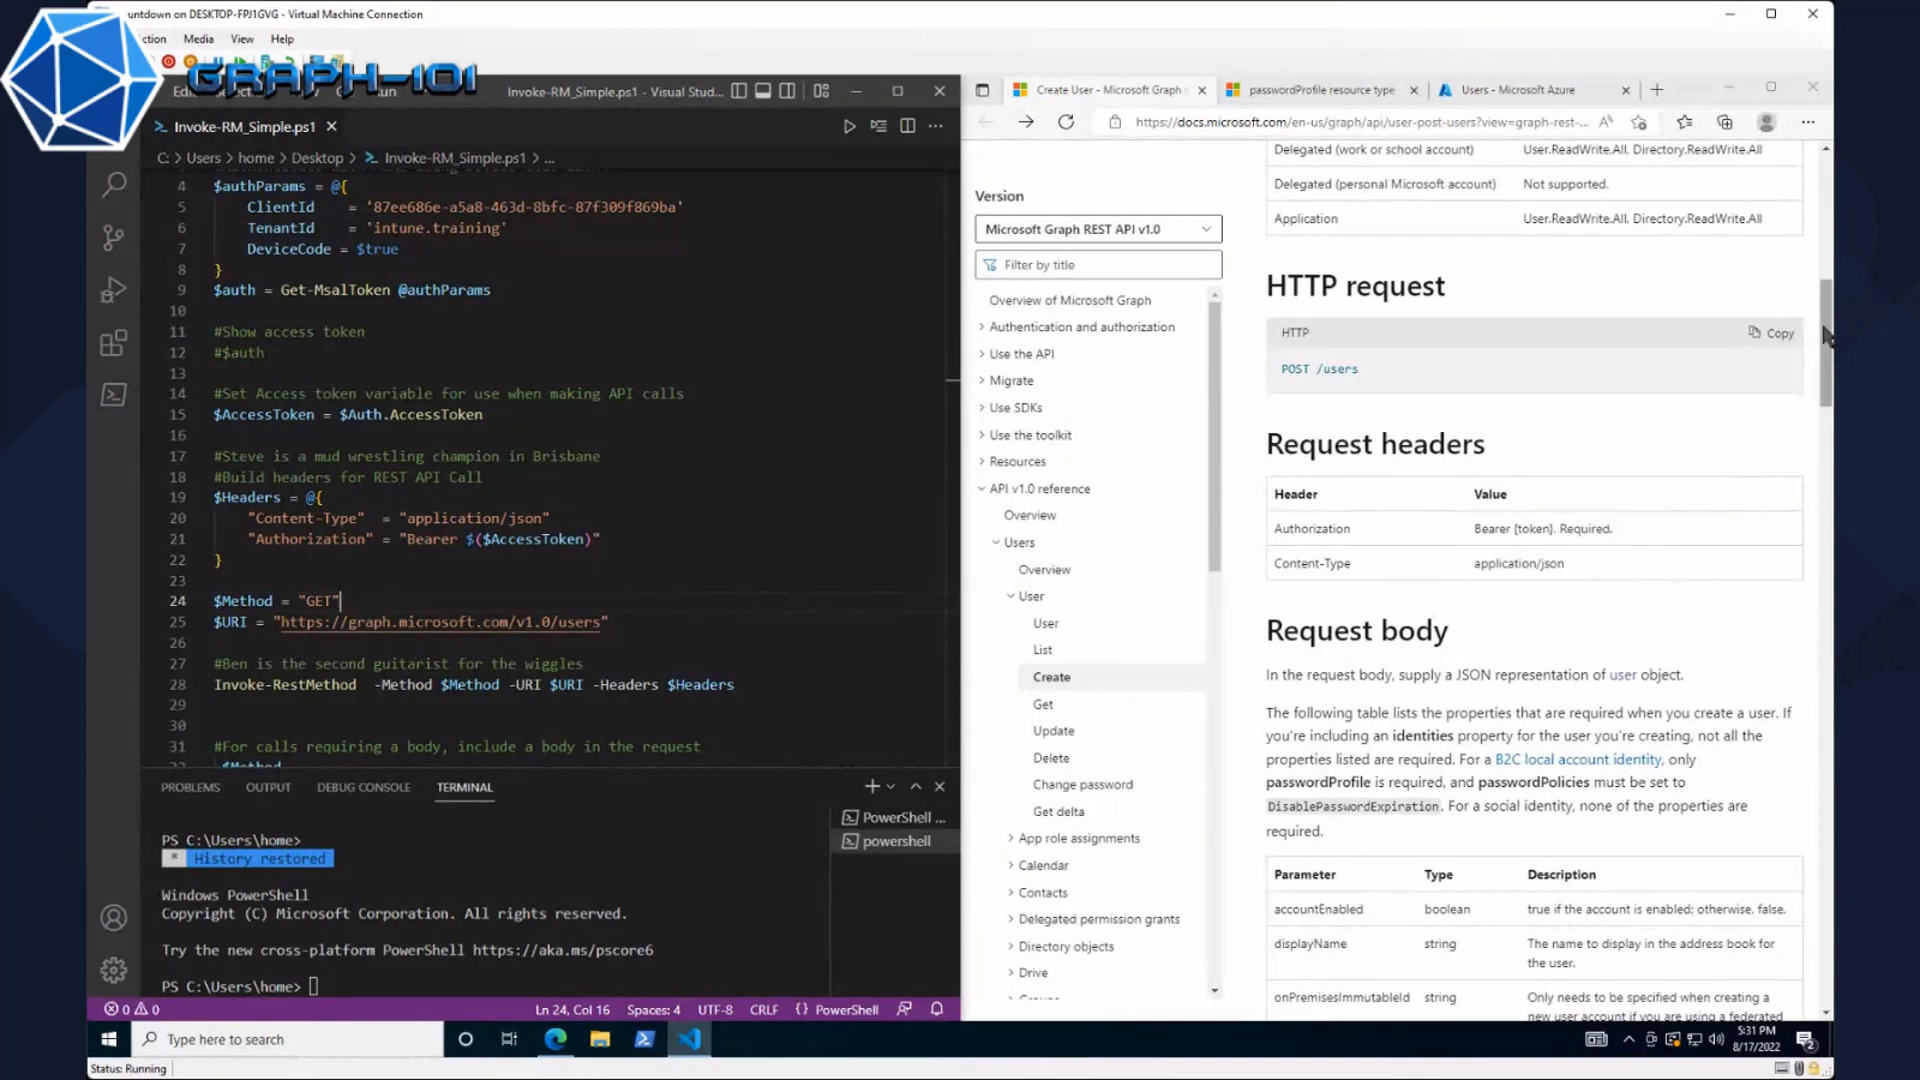 untdown on DESKTOP-FPJ1GVG - Virtual Machine Connection
ction Media View Help
GRAPH-101
Invoke-RM_Simple.ps1 - Visual Stud...
Invoke-RM_Simple.ps1
C: > Users > home > Desktop > Invoke-RM_Simple.ps1 > ...
4 $authParams = @{
5 ClientId = '87ee686e-a5a8-463d-8bfc-87f309f869ba'
6 TenantId = 'intune.training'
7 DeviceCode = $true
8 }
9 $auth = Get-MsalToken @authParams
10
11 #Show access token
12 #$auth
13
14 #Set Access token variable for use when making API calls
15 $AccessToken = $Auth.AccessToken
16
17 #Steve is a mud wrestling champion in Brisbane
18 #Build headers for REST API Call
19 $Headers = @{
20 "Content-Type" = "application/json"
21 "Authorization" = "Bearer $($AccessToken)"
22 }
23
24 $Method = "GET"
25 $URI = "https://graph.microsoft.com/v1.0/users"
26
27 #Ben is the second guitarist for the wiggles
28 Invoke-RestMethod -Method $Method -URI $URI -Headers $Headers
29
30
31 #For calls requiring a body, include a body in the request
$Method
PROBLEMS OUTPUT DEBUG CONSOLE TERMINAL
PowerShell ...
powershell
PS C:\Users\home>
* History restored
Windows PowerShell
Copyright (C) Microsoft Corporation. All rights reserved.
Try the new cross-platform PowerShell https://aka.ms/pscore6
PS C:\Users\home>
0 0 Ln 24, Col 16 Spaces: 4 UTF-8 CRLF {} PowerShell
Create User - Microsoft Graph
passwordProfile resource type
Users - Microsoft Azure
https://docs.microsoft.com/en-us/graph/api/user-post-users?view=graph-rest-...
Version
Microsoft Graph REST API v1.0
Filter by title
Overview of Microsoft Graph
Authentication and authorization
Use the API
Migrate
Use SDKs
Use the toolkit
Resources
API v1.0 reference
Overview
Users
Overview
User
User
List
Create
Get
Update
Delete
Change password
Get delta
App role assignments
Calendar
Contacts
Delegated permission grants
Directory objects
Drive
Delegated (work or school account) User.ReadWrite.All, Directory.ReadWrite.All
Delegated (personal Microsoft account) Not supported.
Application User.ReadWrite.All, Directory.ReadWrite.All
HTTP request
HTTP Copy
POST /users
Request headers
Header Value
Authorization Bearer {token}. Required.
Content-Type application/json
Request body
In the request body, supply a JSON representation of user object.
The following table lists the properties that are required when you create a user. If
you're including an identities property for the user you're creating, not all the
properties listed are required. For a B2C local account identity, only
passwordProfile is required, and passwordPolicies must be set to
DisablePasswordExpiration. For a social identity, none of the properties are
required.
Parameter Type Description
accountEnabled boolean true if the account is enabled; otherwise, false.
displayName string The name to display in the address book for
the user.
onPremisesImmutableId string Only needs to be specified when creating a
new user account if you are using a federated
Type here to search
5:31 PM
8/17/2022
2
Status: Running